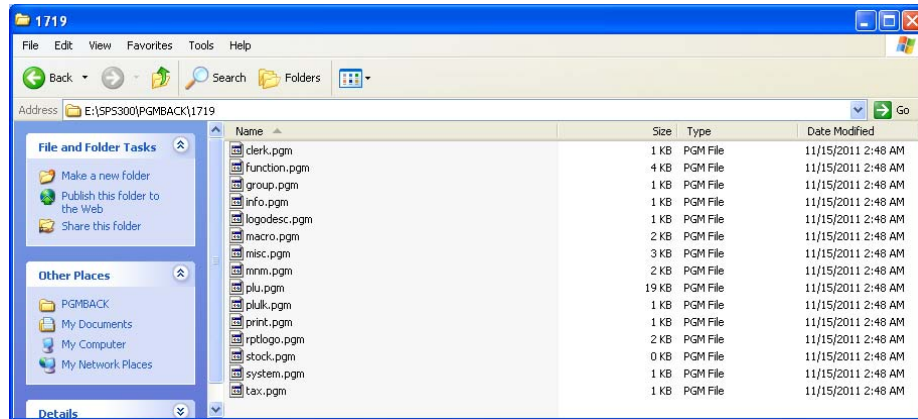 1719
File Edit View Favorites Tools Help
Back Search Folders
Address E:\SPS300\PGMBACK\1719 Go
File and Folder Tasks
Make a new folder
Publish this folder to
the Web
Share this folder
Other Places
PGMBACK
My Documents
My Computer
My Network Places
Details
Name Size Type Date Modified
clerk.pgm 1 KB PGM File 11/15/2011 2:48 AM
function.pgm 4 KB PGM File 11/15/2011 2:48 AM
group.pgm 1 KB PGM File 11/15/2011 2:48 AM
info.pgm 1 KB PGM File 11/15/2011 2:48 AM
logodesc.pgm 1 KB PGM File 11/15/2011 2:48 AM
macro.pgm 2 KB PGM File 11/15/2011 2:48 AM
misc.pgm 3 KB PGM File 11/15/2011 2:48 AM
mnm.pgm 2 KB PGM File 11/15/2011 2:48 AM
plu.pgm 19 KB PGM File 11/15/2011 2:48 AM
plulk.pgm 1 KB PGM File 11/15/2011 2:48 AM
print.pgm 1 KB PGM File 11/15/2011 2:48 AM
rptlogo.pgm 2 KB PGM File 11/15/2011 2:48 AM
stock.pgm 0 KB PGM File 11/15/2011 2:48 AM
system.pgm 1 KB PGM File 11/15/2011 2:48 AM
tax.pgm 1 KB PGM File 11/15/2011 2:48 AM